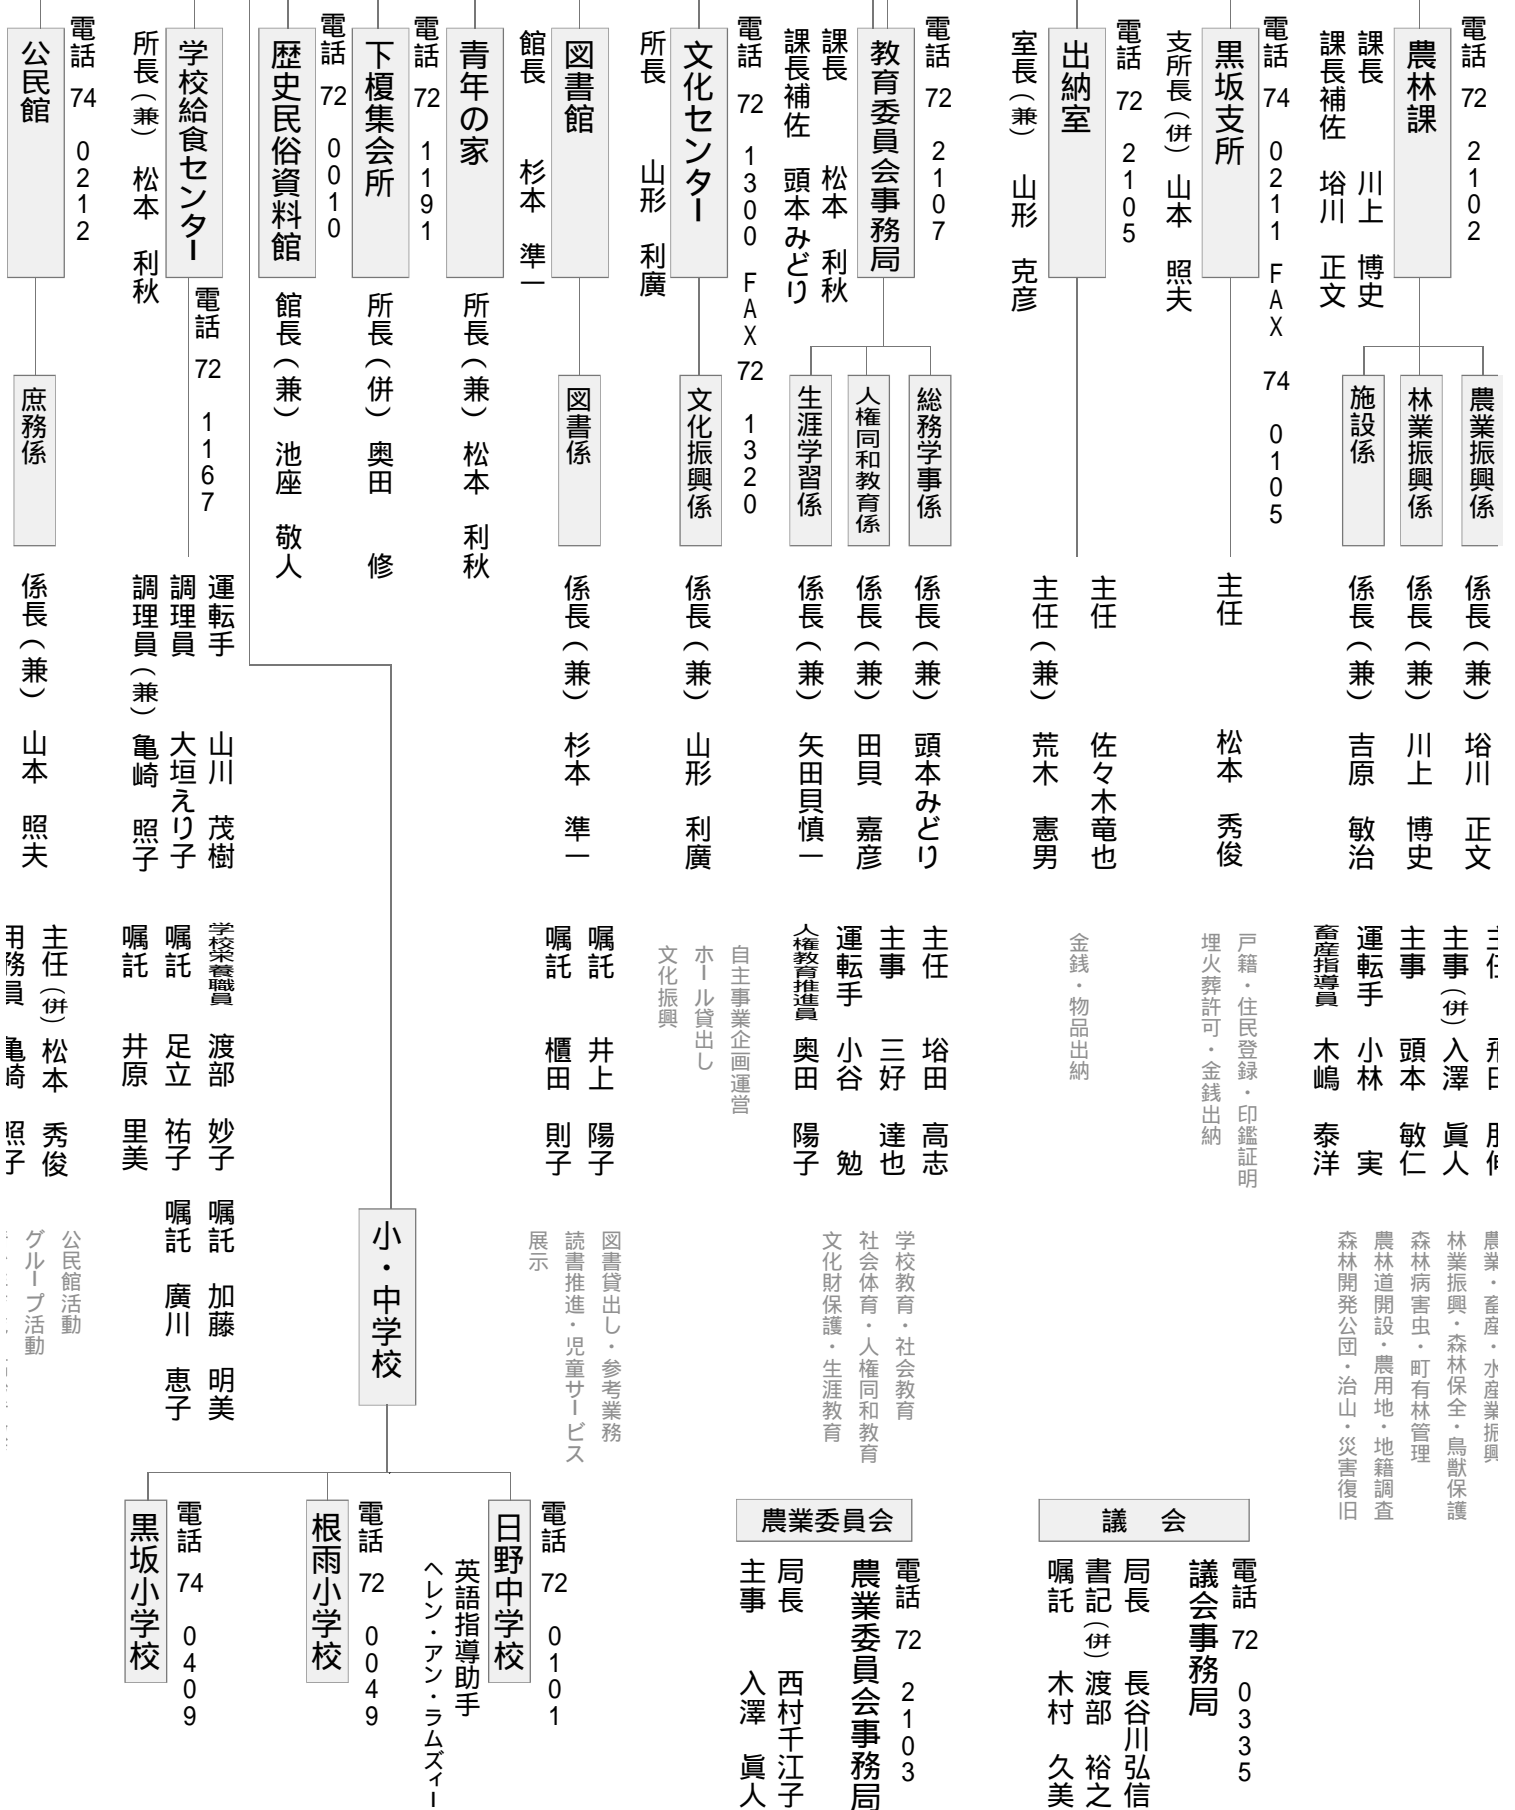 電話 72 2102
農林課
課長 川上 博史
課長補佐 塔川 正文
農業振興係
林業振興係
施設係
係長(兼) 塔川 正文
係長(兼) 川上 博史
係長(兼) 吉原 敏治
主事(併) 入澤 眞人
主事 頭本 敏仁
運転手 小林 実
畜産指導員 木嶋 泰洋
農業・畜産・水産業振興
林業振興・森林保全・鳥獣保護
森林病害虫・町有林管理
農林道開設・農用地・地籍調査
森林開発公団・治山・災害復旧
電話 74 0211 FAX 74 0105
黒坂支所
支所長(併) 山本 照夫
主任 松本 秀俊
戸籍・住民登録・印鑑証明
埋火葬許可・金銭出納
電話 72 2105
出納室
室長(兼) 山形 克彦
主任 佐々木竜也
主任(兼) 荒木 憲男
金銭・物品出納
電話 72 2107
教育委員会事務局
課長 松本 利秋
課長補佐 頭本みどり
総務学事係
人権同和教育係
生涯学習係
係長(兼) 頭本みどり
係長(兼) 田貝 嘉彦
係長(兼) 矢田貝慎一
主任 塔田 高志
主事 三好 達也
運転手 小谷 勉
人権教育推進員 奥田 陽子
学校教育・社会教育
社会体育・人権同和教育
文化財保護・生涯教育
電話 72 1300 FAX 72 1320
文化センター
所長 山形 利廣
文化振興係
係長(兼) 山形 利廣
自主事業企画運営
ホール貸出し
文化振興
図書館
館長 杉本 準一
図書係
係長(兼) 杉本 準一
嘱託 井上 陽子
嘱託 櫃田 則子
図書貸出し・参考業務
読書推進・児童サービス
展示
青年の家
所長(兼) 松本 利秋
電話 72 1191
下榎集会所
所長(併) 奥田 修
電話 72 0010
歴史民俗資料館
館長(兼) 池座 敬人
学校給食センター
電話 72 1167
所長(兼) 松本 利秋
運転手 山川 茂樹
調理員 大垣えり子
調理員(兼) 亀崎 照子
学校栄養職員 渡部 妙子
嘱託 足立 祐子
嘱託 井原 里美
嘱託 加藤 明美
嘱託 廣川 恵子
電話 74 0212
公民館
庶務係
係長(兼) 山本 照夫
主任(併) 松本 秀俊
用務員 亀崎 照子
公民館活動
グループ活動
議 会
電話 72 0335
議会事務局
局長 長谷川弘信
書記(併) 渡部 裕之
嘱託 木村 久美
農業委員会
電話 72 2103
農業委員会事務局
局長 西村千江子
主事 入澤 眞人
小・中学校
電話 72 0101
日野中学校
英語指導助手
ヘレン・アン・ラムズィー
電話 72 0049
根雨小学校
電話 74 0409
黒坂小学校